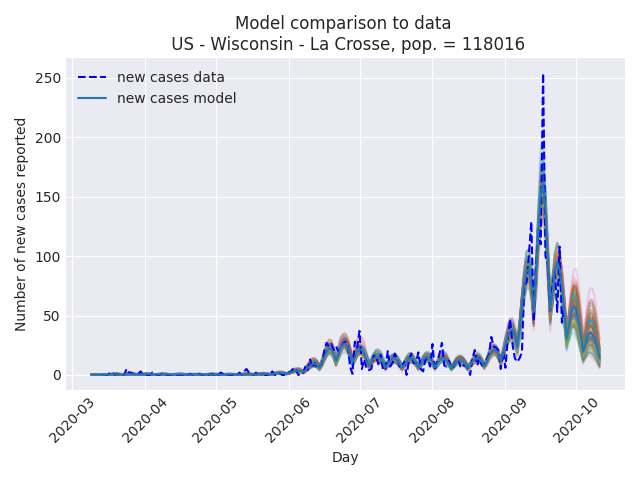 Model comparison to data
US - Wisconsin - La Crosse, pop. = 118016
new cases data
new cases model
Number of new cases reported
250
200
150
100
50
0
2020-03
2020-04
2020-05
2020-06
2020-07
2020-08
2020-09
2020-10
Day